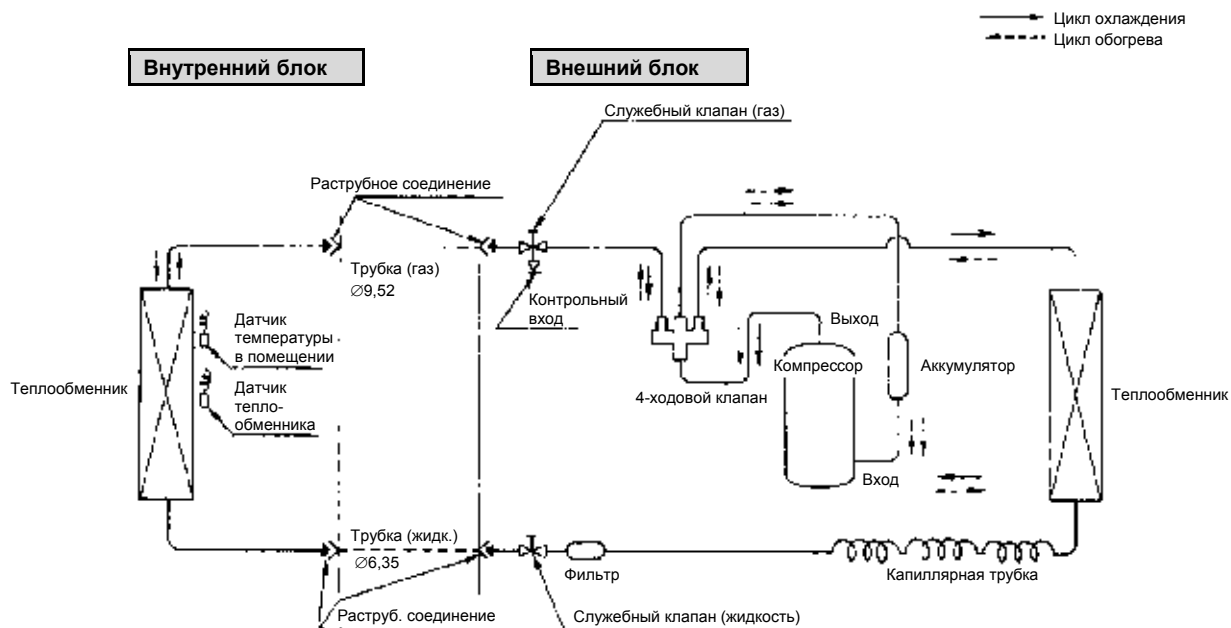 Цикл охлаждения
Цикл обогрева
Внутренний блок
Внешний блок
Служебный клапан (газ)
Раструбное соединение
Трубка (газ)
∅9,52
Контрольный
вход
Выход
Датчик
температуры
в помещении
Компрессор
Аккумулятор
Теплообменник
Датчик
тепло-
обменника
4-ходовой клапан
Теплообменник
Вход
Трубка (жидк.)
∅6,35
Фильтр
Капиллярная трубка
Раструб. соединение
Служебный клапан (жидкость)